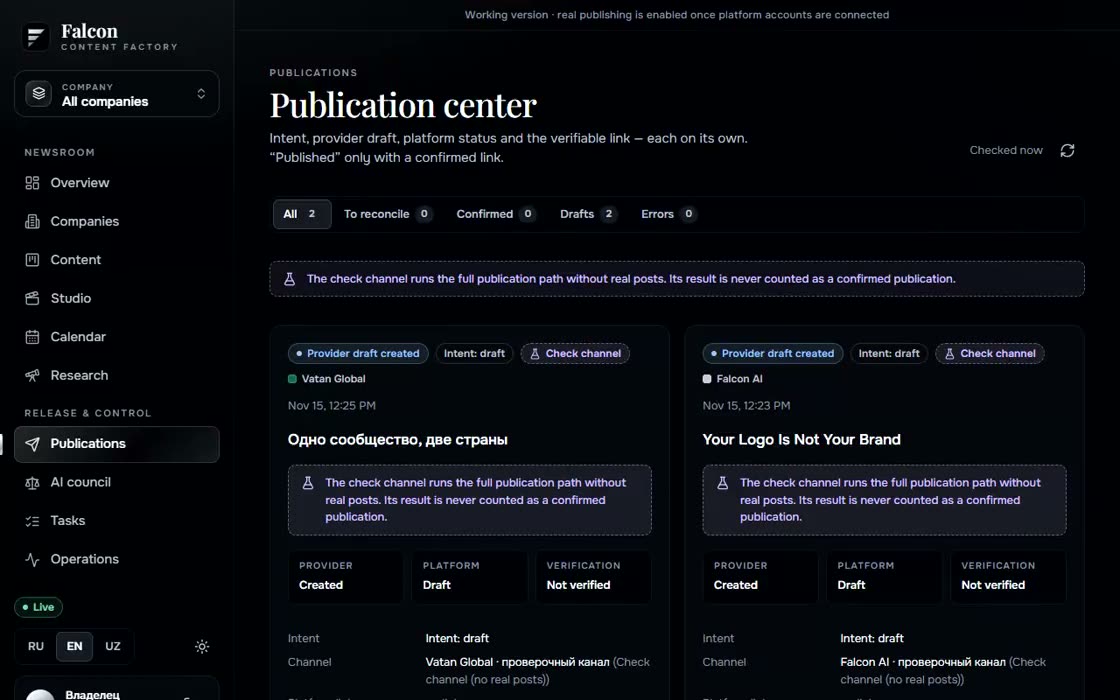 Falcon
CONTENT FACTORY
COMPANY
All companies
NEWSROOM
Overview
Companies
Content
Studio
Calendar
Research
RELEASE & CONTROL
Publications
AI council
Tasks
Operations
Live
RU EN UZ
Владелец
Working version · real publishing is enabled once platform accounts are connected
PUBLICATIONS
Publication center
Intent, provider draft, platform status and the verifiable link — each on its own.
“Published” only with a confirmed link.
Checked now
All 2 To reconcile 0 Confirmed 0 Drafts 2 Errors 0
The check channel runs the full publication path without real posts. Its result is never counted as a confirmed publication.
Provider draft created Intent: draft Check channel
Vatan Global
Nov 15, 12:25 PM
Одно сообщество, две страны
The check channel runs the full publication path without
real posts. Its result is never counted as a confirmed
publication.
PROVIDER PLATFORM VERIFICATION
Created Draft Not verified
Intent Intent: draft
Channel Vatan Global · проверочный канал (Check
channel (no real posts))
Provider draft created Intent: draft Check channel
Falcon AI
Nov 15, 12:23 PM
Your Logo Is Not Your Brand
The check channel runs the full publication path without
real posts. Its result is never counted as a confirmed
publication.
PROVIDER PLATFORM VERIFICATION
Created Draft Not verified
Intent Intent: draft
Channel Falcon AI · проверочный канал (Check
channel (no real posts))